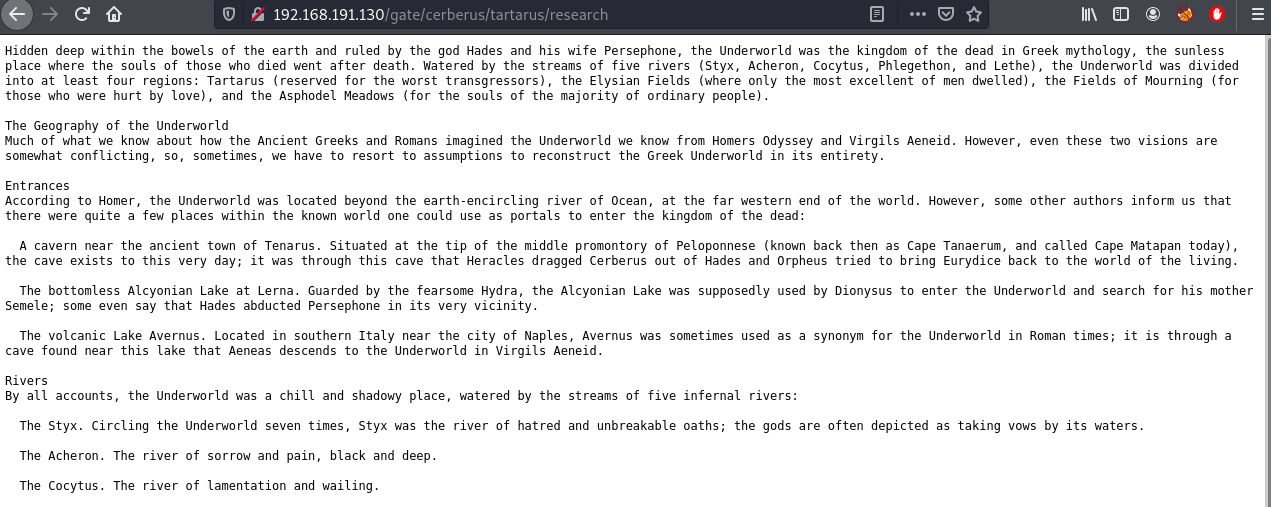 192.168.191.130/gate/cerberus/tartarus/research
Hidden deep within the bowels of the earth and ruled by the god Hades and his wife Persephone, the Underworld was the kingdom of the dead in Greek mythology, the sunless
place where the souls of those who died went after death. Watered by the streams of five rivers (Styx, Acheron, Cocytus, Phlegethon, and Lethe), the Underworld was divided
into at least four regions: Tartarus (reserved for the worst transgressors), the Elysian Fields (where only the most excellent of men dwelled), the Fields of Mourning (for
those who were hurt by love), and the Asphodel Meadows (for the souls of the majority of ordinary people).
The Geography of the Underworld
Much of what we know about how the Ancient Greeks and Romans imagined the Underworld we know from Homers Odyssey and Virgils Aeneid. However, even these two visions are
somewhat conflicting, so, sometimes, we have to resort to assumptions to reconstruct the Greek Underworld in its entirety.
Entrances
According to Homer, the Underworld was located beyond the earth-encircling river of Ocean, at the far western end of the world. However, some other authors inform us that
there were quite a few places within the known world one could use as portals to enter the kingdom of the dead:
A cavern near the ancient town of Tenarus. Situated at the tip of the middle promontory of Peloponnese (known back then as Cape Tanaerum, and called Cape Matapan today),
the cave exists to this very day; it was through this cave that Heracles dragged Cerberus out of Hades and Orpheus tried to bring Eurydice back to the world of the living.
The bottomless Alcyonian Lake at Lerna. Guarded by the fearsome Hydra, the Alcyonian Lake was supposedly used by Dionysus to enter the Underworld and search for his mother
Semele; some even say that Hades abducted Persephone in its very vicinity.
The volcanic Lake Avernus. Located in southern Italy near the city of Naples, Avernus was sometimes used as a synonym for the Underworld in Roman times; it is through a
cave found near this lake that Aeneas descends to the Underworld in Virgils Aeneid.
Rivers
By all accounts, the Underworld was a chill and shadowy place, watered by the streams of five infernal rivers:
The Styx. Circling the Underworld seven times, Styx was the river of hatred and unbreakable oaths; the gods are often depicted as taking vows by its waters.
The Acheron. The river of sorrow and pain, black and deep.
The Cocytus. The river of lamentation and wailing.